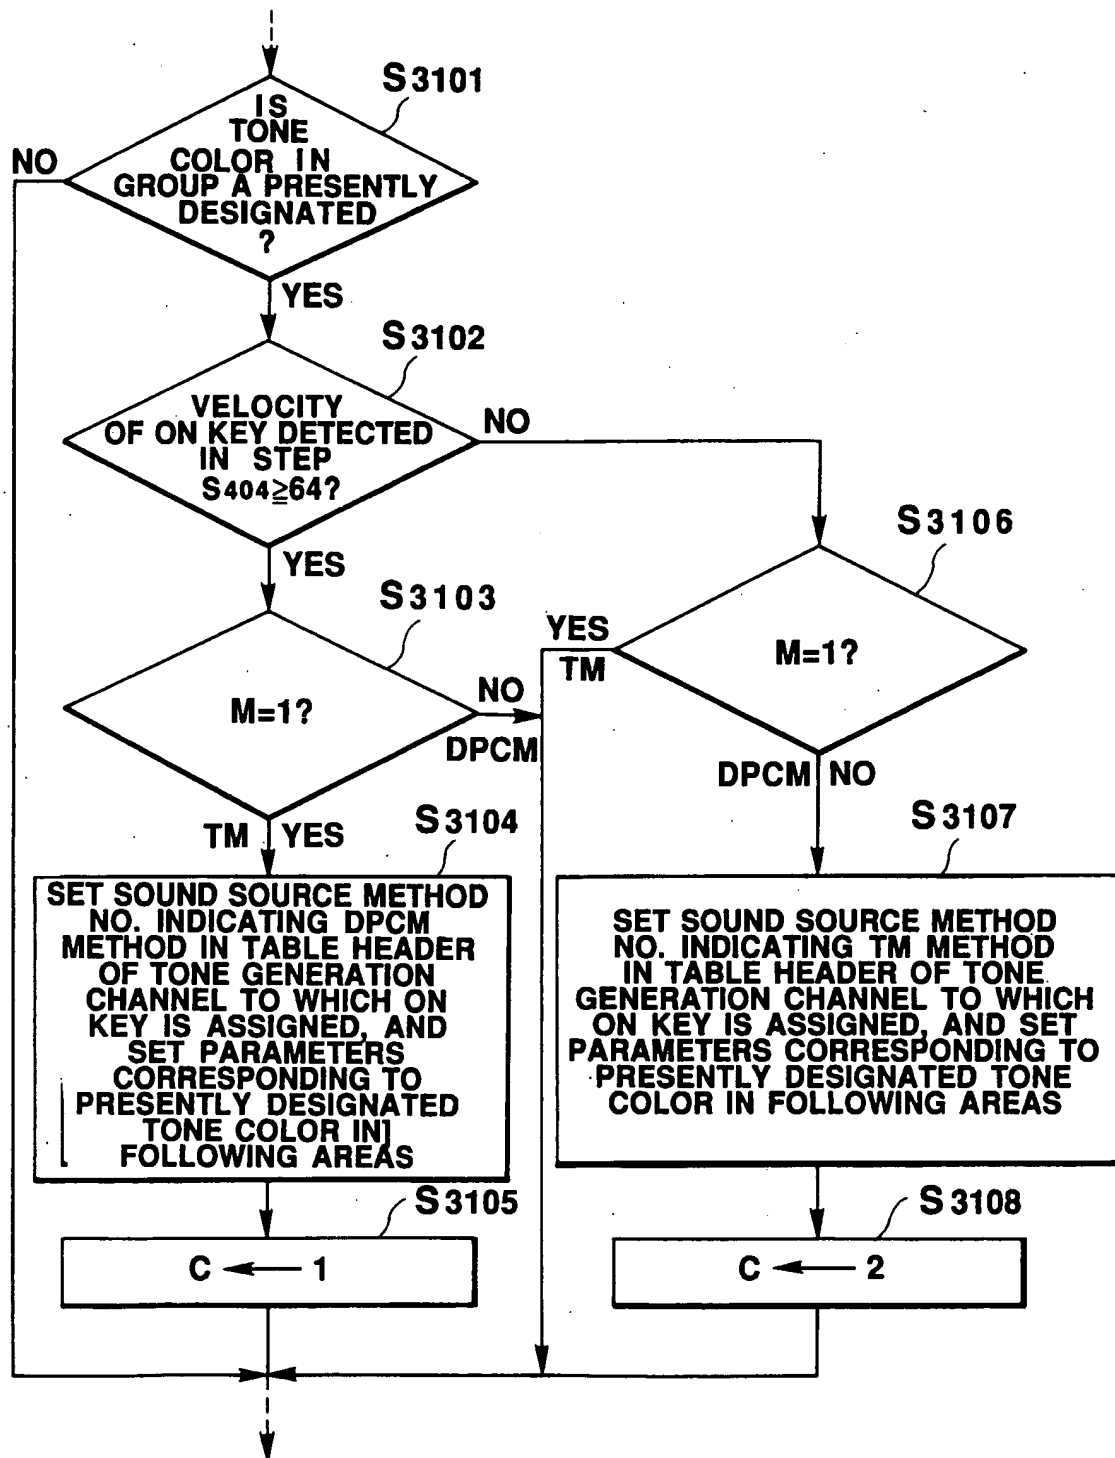 S3101
IS
TONE
COLOR IN
GROUP A PRESENTLY
DESIGNATED
?
NO
YES
S3102
VELOCITY
OF ON KEY DETECTED
IN STEP
S404≧64?
NO
YES
S3103
M=1?
NO
DPCM
TM YES
S3106
M=1?
YES
TM
DPCM NO
S3104
SET SOUND SOURCE METHOD
NO. INDICATING DPCM
METHOD IN TABLE HEADER
OF TONE GENERATION
CHANNEL TO WHICH ON
KEY IS ASSIGNED, AND
SET PARAMETERS
CORRESPONDING TO
PRESENTLY DESIGNATED
TONE COLOR IN
FOLLOWING AREAS
S3107
SET SOUND SOURCE METHOD
NO. INDICATING TM METHOD
IN TABLE HEADER OF TONE
GENERATION CHANNEL TO WHICH
ON KEY IS ASSIGNED, AND SET
PARAMETERS CORRESPONDING TO
PRESENTLY DESIGNATED TONE
COLOR IN FOLLOWING AREAS
S3105
C ← 1
S3108
C ← 2